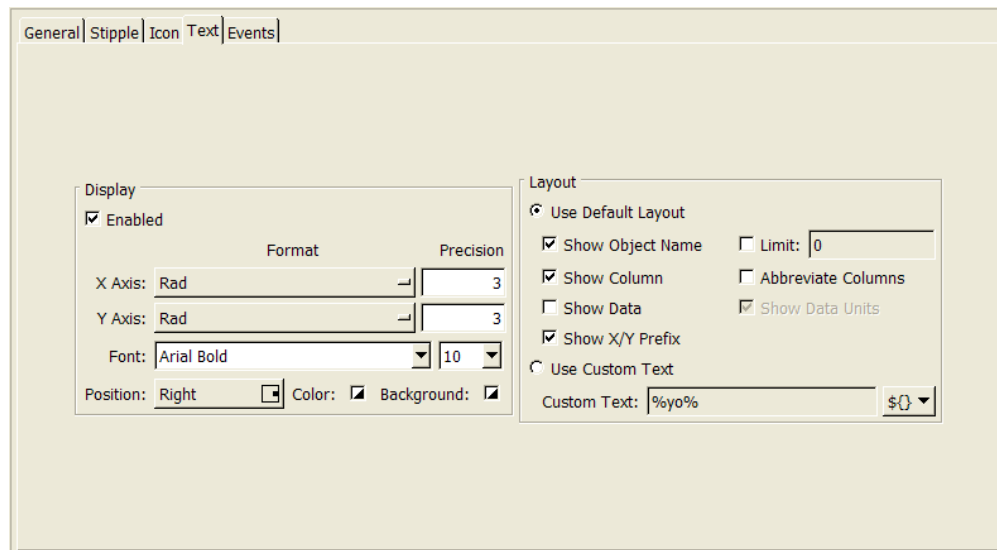 General Stipple Icon Text Events
Display
Enabled
Format Precision
X Axis: Rad 3
Y Axis: Rad 3
Font: Arial Bold 10
Position: Right Color: Background:
Layout
Use Default Layout
Show Object Name Limit: 0
Show Column Abbreviate Columns
Show Data Show Data Units
Show X/Y Prefix
Use Custom Text
Custom Text: %yo% ${}